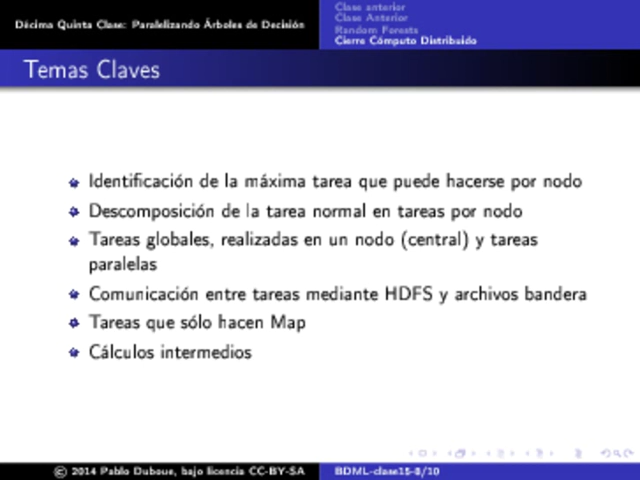 Décima Quinta Clase: Paralelizando Árboles de Decisión
Clase anterior
Clase Anterior
Random Forests
Cierre Cómputo Distribuido
Temas Claves
Identificación de la máxima tarea que puede hacerse por nodo
Descomposición de la tarea normal en tareas por nodo
Tareas globales, realizadas en un nodo (central) y tareas
paralelas
Comunicación entre tareas mediante HDFS y archivos bandera
Tareas que sólo hacen Map
Cálculos intermedios
© 2014 Pablo Duboue, bajo licencia CC-BY-SA
BDML-clase15-8/10